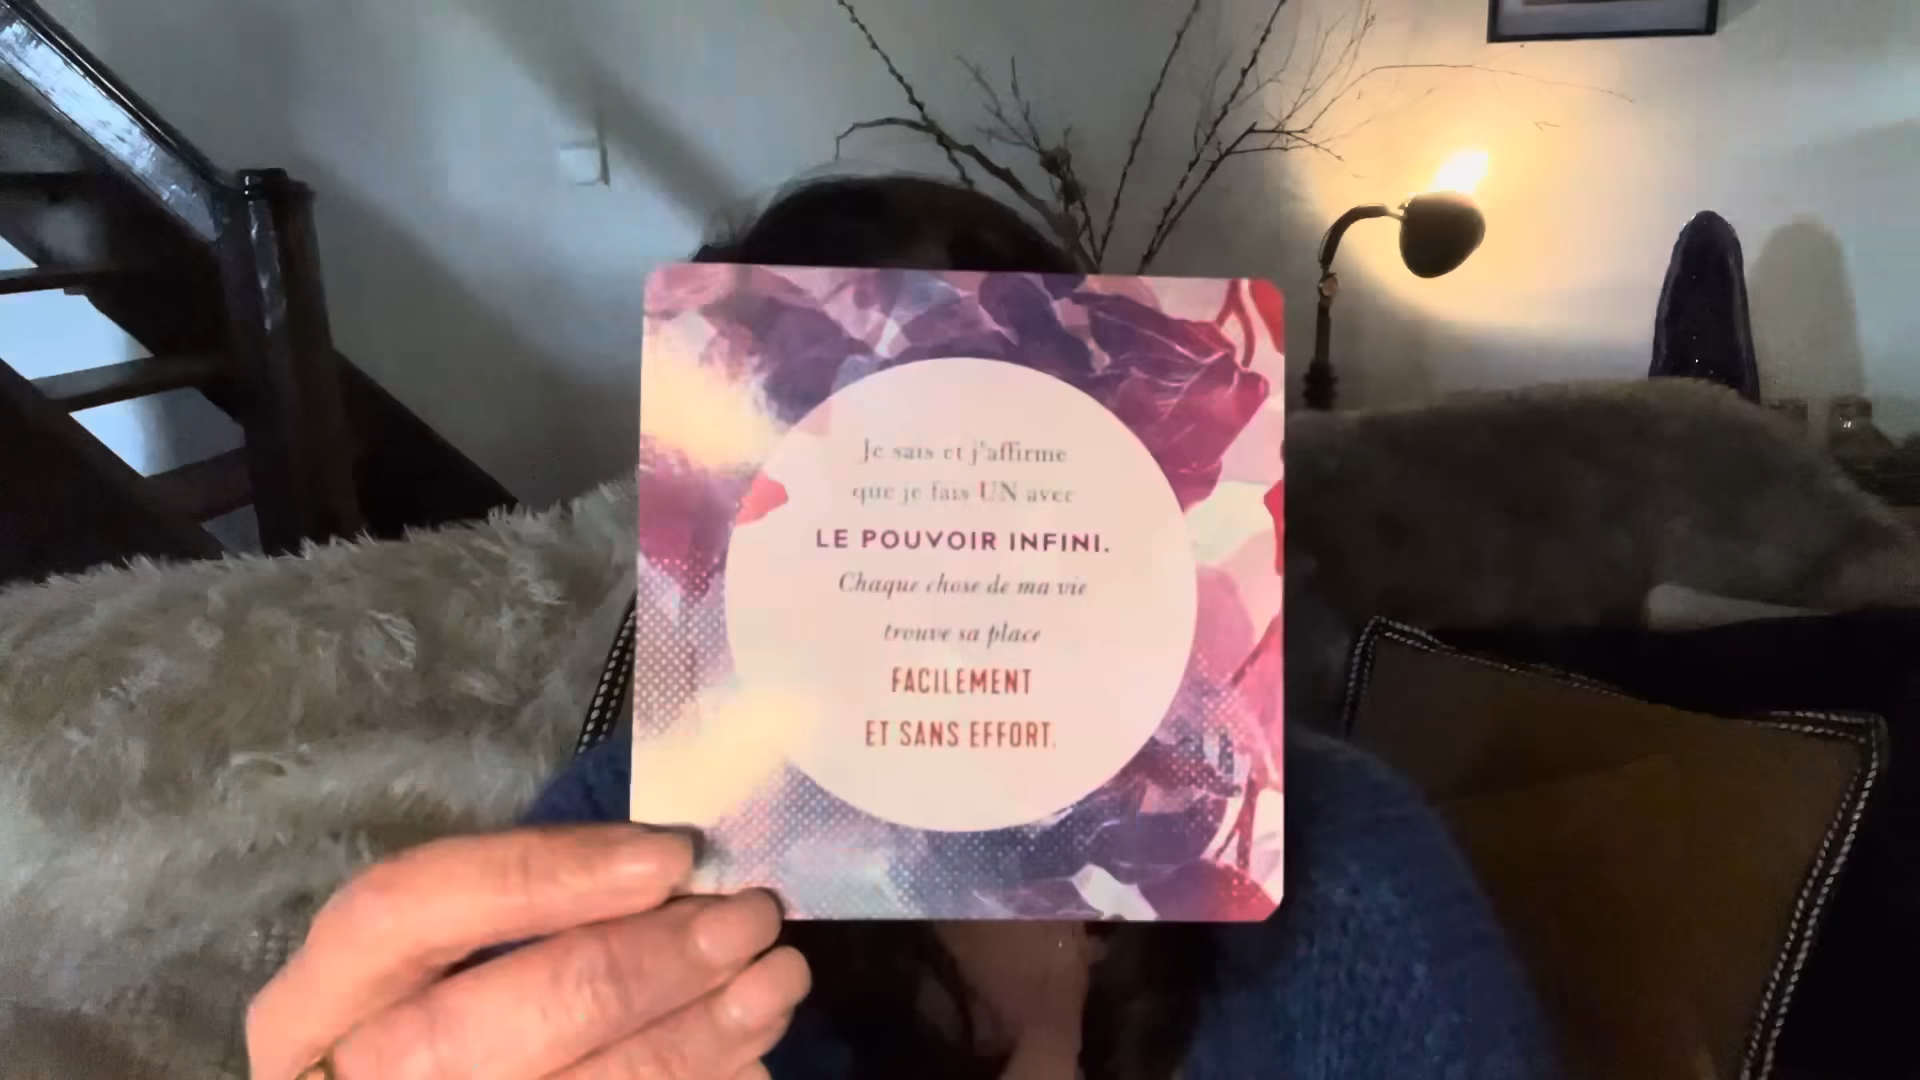 Je sais et j'affirme
que je fais UN avec
LE POUVOIR INFINI.
Chaque chose de ma vie
trouve sa place
FACILEMENT
ET SANS EFFORT.